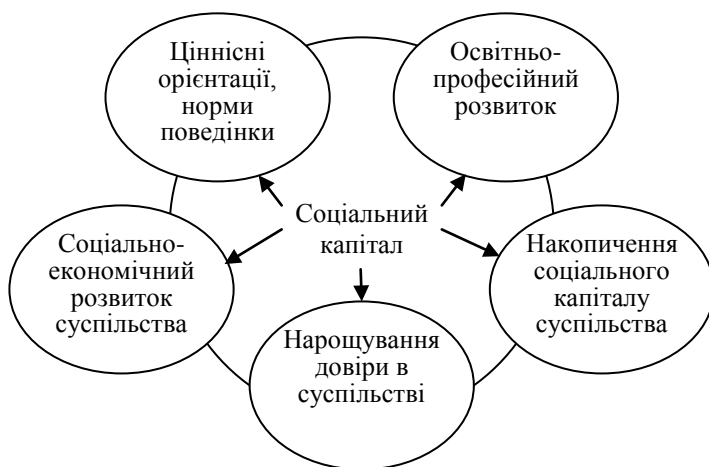 Ціннісні
орієнтації,
норми
поведінки
Освітньо-
професійний
розвиток
Соціальний
капітал
Соціально-
економічний
розвиток
суспільства
Накопичення
соціального
капіталу
суспільства
Нарощування
довіри в
суспільстві